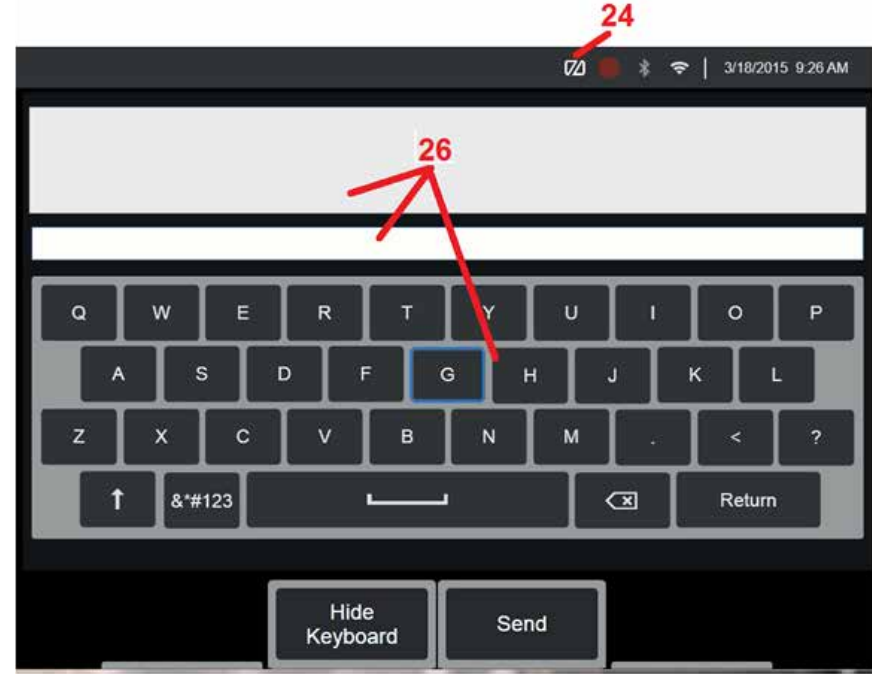 24
3/18/2015 9:26 AM
26
Q W E R T Y U I O P
A S D F G H J K L
Z X C V B N M . < ?
&*#123 Return
Hide
Keyboard
Send